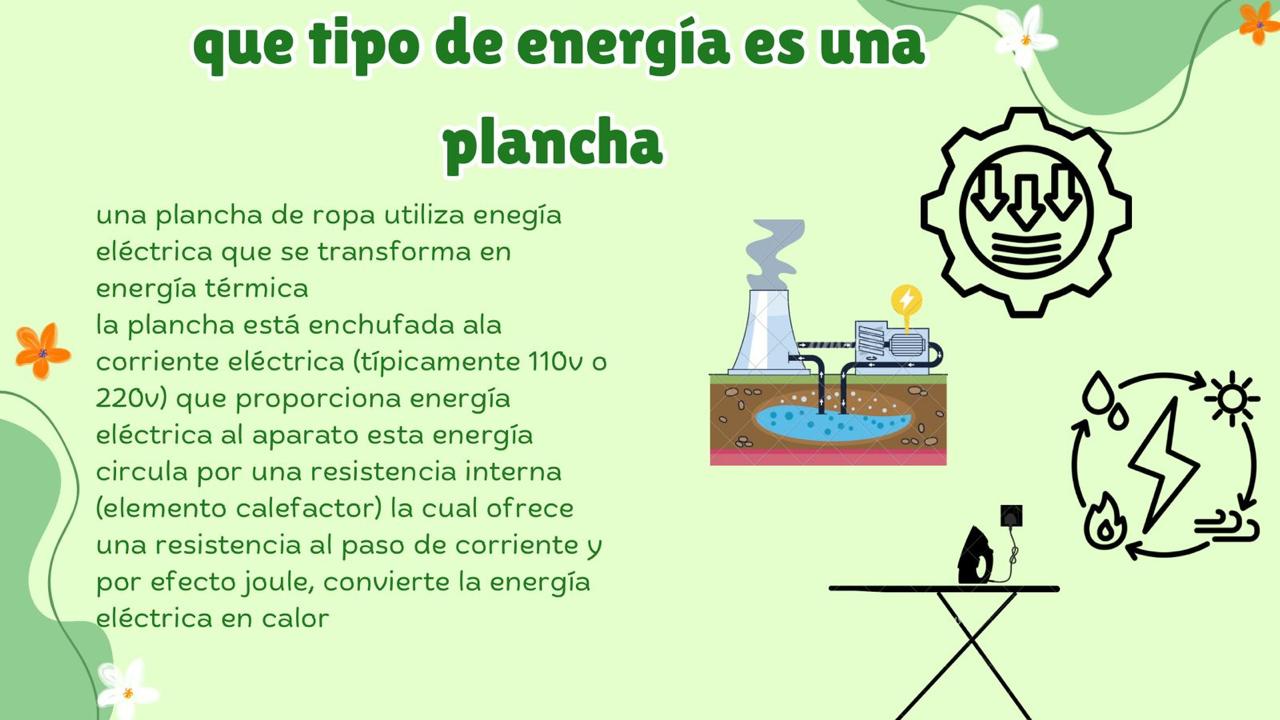 que tipo de energía es una
plancha
una plancha de ropa utiliza enegía
eléctrica que se transforma en
energía térmica
la plancha está enchufada ala
corriente eléctrica (típicamente 110v o
220v) que proporciona energía
eléctrica al aparato esta energía
circula por una resistencia interna
(elemento calefactor) la cual ofrece
una resistencia al paso de corriente y
por efecto joule, convierte la energía
eléctrica en calor